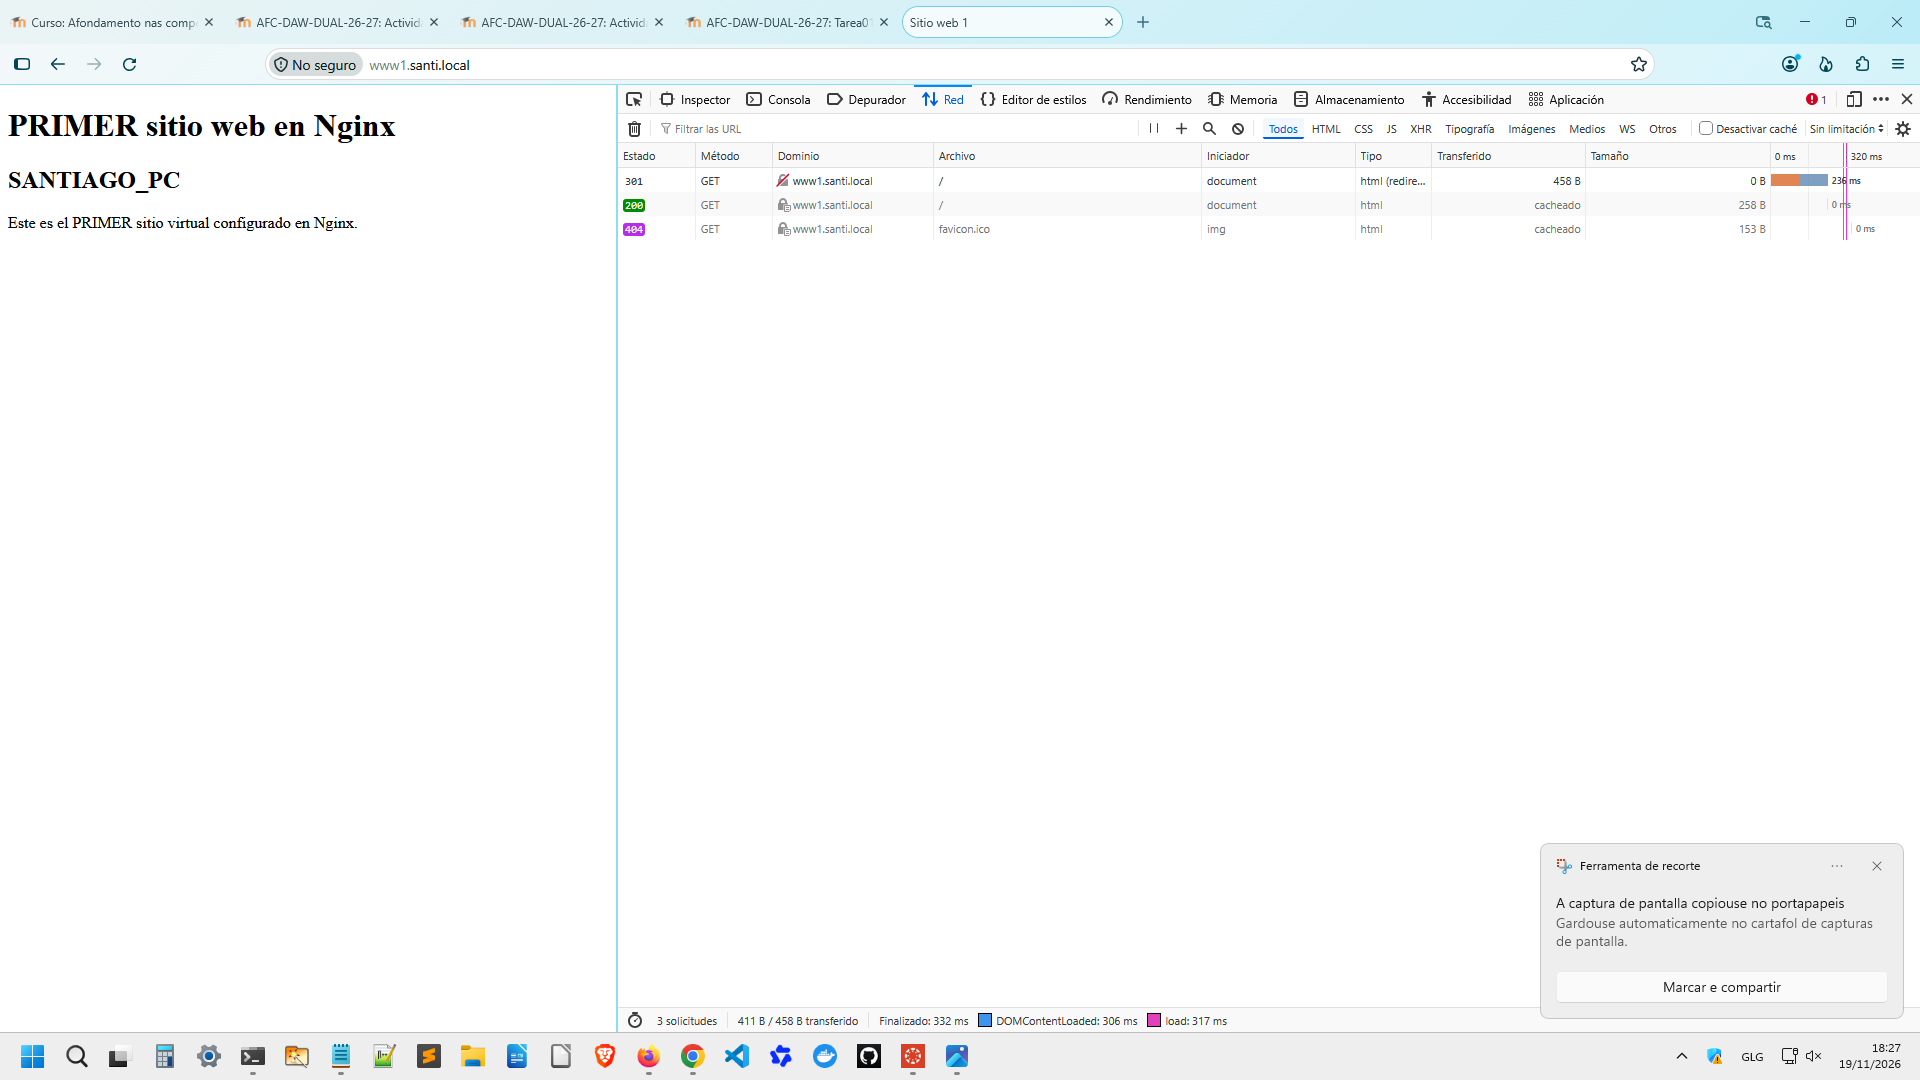 Curso: Afondamento nas compe
AFC-DAW-DUAL-26-27: Activida
AFC-DAW-DUAL-26-27: Activida
AFC-DAW-DUAL-26-27: Tarea01
Sitio web 1
No seguro
www1.santi.local
PRIMER sitio web en Nginx
SANTIAGO_PC
Este es el PRIMER sitio virtual configurado en Nginx.
Inspector Consola Depurador Red Editor de estilos Rendimiento Memoria Almacenamiento Accesibilidad Aplicación 1
Filtrar las URL Todos HTML CSS JS XHR Tipografía Imágenes Medios WS Otros Desactivar caché Sin limitación
Estado Método Dominio Archivo Iniciador Tipo Transferido Tamaño 0 ms 320 ms
301 GET www1.santi.local / document html (redire... 458 B 0 B 236 ms
200 GET www1.santi.local / document html cacheado 258 B 0 ms
404 GET www1.santi.local favicon.ico img html cacheado 153 B 0 ms
Ferramenta de recorte
A captura de pantalla copiouse no portapapeis
Gardouse automaticamente no cartafol de capturas
de pantalla.
Marcar e compartir
3 solicitudes 411 B / 458 B transferido Finalizado: 332 ms DOMContentLoaded: 306 ms load: 317 ms
GLG
18:27
19/11/2026